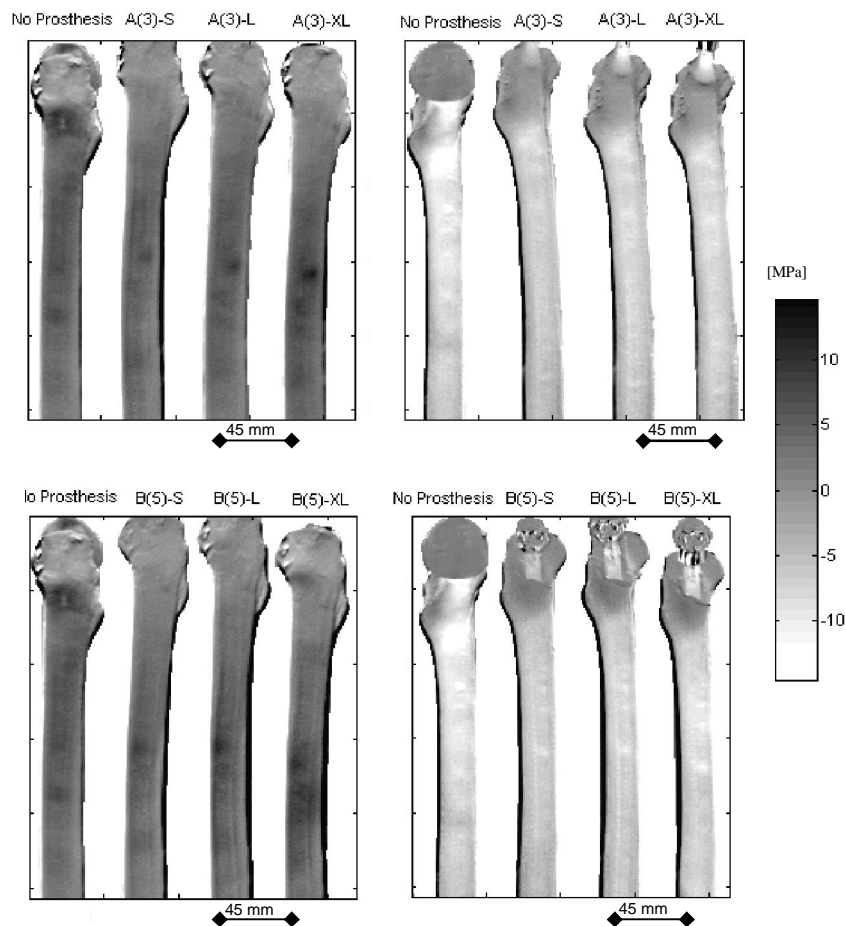 No Prosthesis A(3)-S A(3)-L A(3)-XL
No Prosthesis A(3)-S A(3)-L A(3)-XL
45 mm
45 mm
[MPa]
10
5
0
-5
-10
lo Prosthesis B(5)-S B(5)-L B(5)-XL
No Prosthesis B(5)-S B(5)-L B(5)-XL
45 mm
45 mm